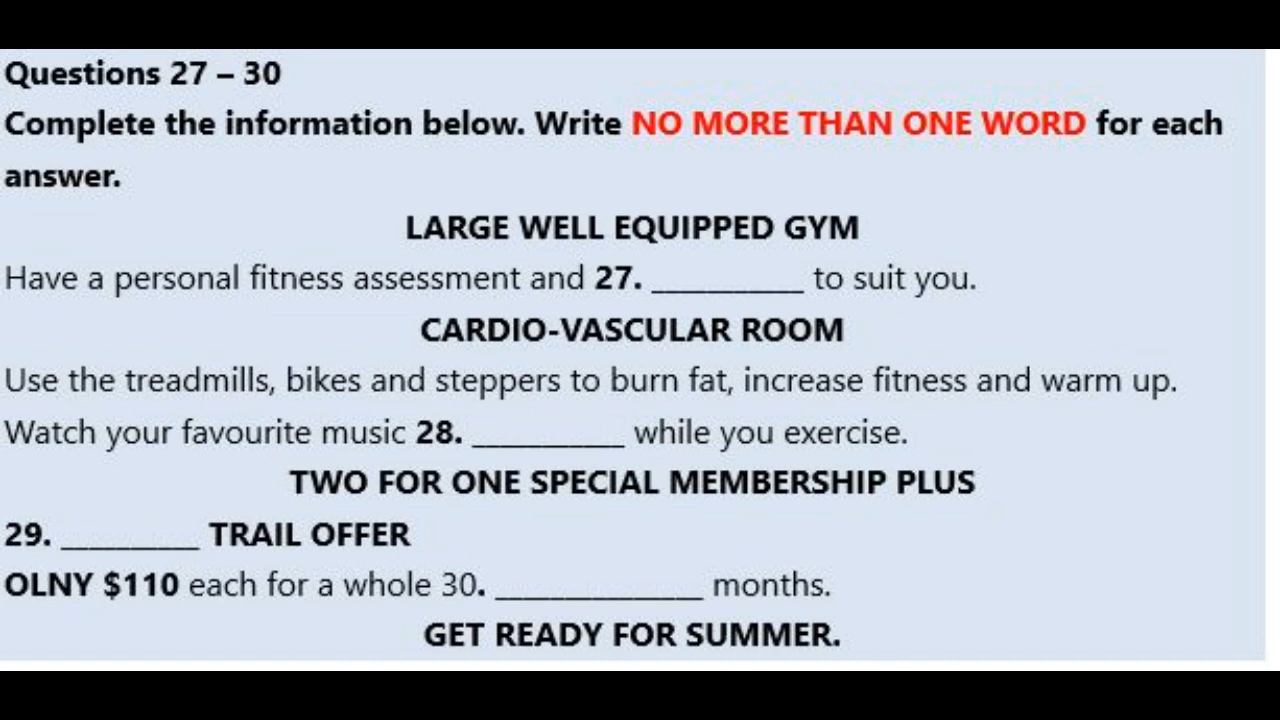 Questions 27 – 30
Complete the information below. Write NO MORE THAN ONE WORD for each
answer.
LARGE WELL EQUIPPED GYM
Have a personal fitness assessment and 27. __________ to suit you.
CARDIO-VASCULAR ROOM
Use the treadmills, bikes and steppers to burn fat, increase fitness and warm up.
Watch your favourite music 28. __________ while you exercise.
TWO FOR ONE SPECIAL MEMBERSHIP PLUS
29. _________ TRAIL OFFER
OLNY $110 each for a whole 30. ______________ months.
GET READY FOR SUMMER.